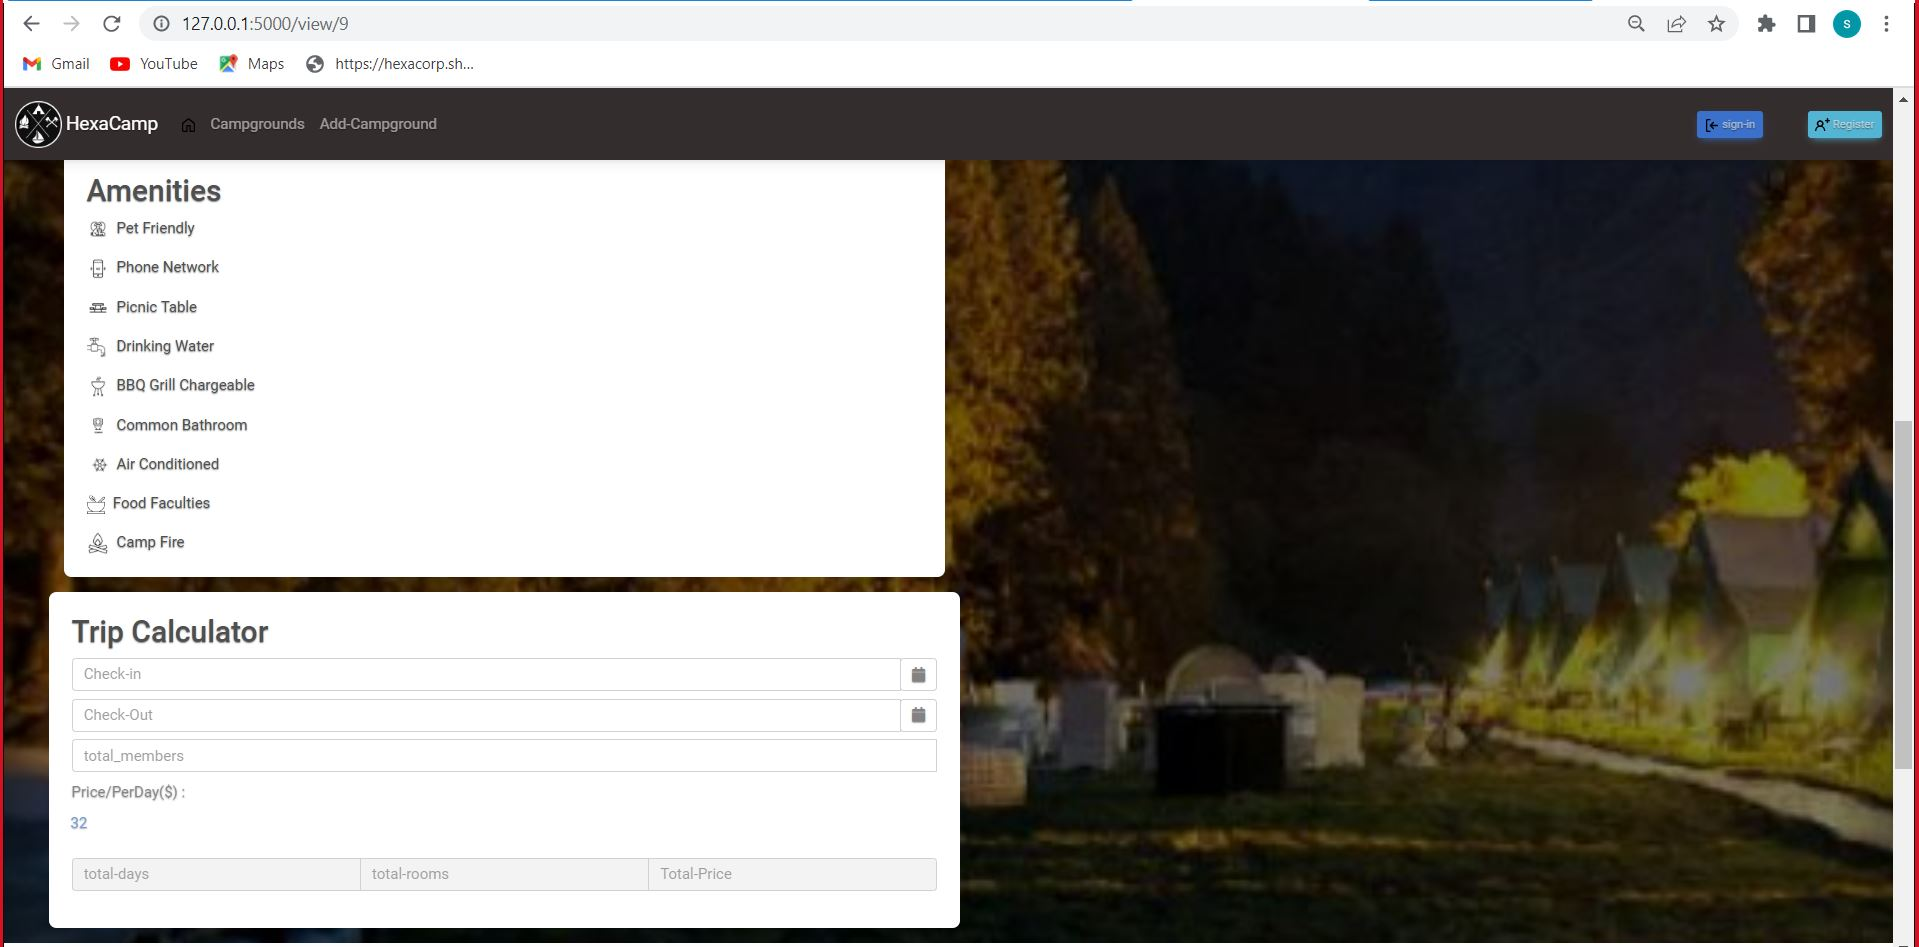 127.0.0.1:5000/view/9
S
Gmail YouTube Maps https://hexacorp.sh...
HexaCamp Campgrounds Add-Campground sign-in Register
Amenities
Pet Friendly
Phone Network
Picnic Table
Drinking Water
BBQ Grill Chargeable
Common Bathroom
Air Conditioned
Food Faculties
Camp Fire
Trip Calculator
Check-in
Check-Out
total_members
Price/PerDay($) :
32
total-days total-rooms Total-Price